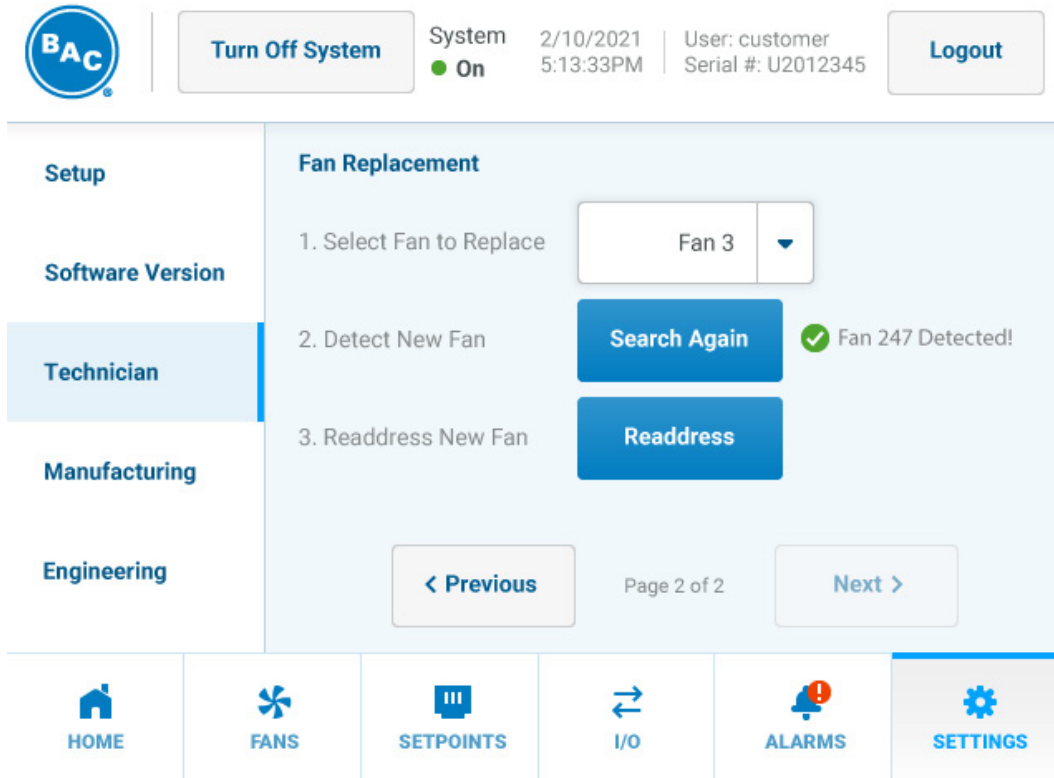 BAC®
Turn Off System
System
On
2/10/2021
5:13:33PM
User: customer
Serial #: U2012345
Logout
Setup
Software Version
Technician
Manufacturing
Engineering
Fan Replacement
1. Select Fan to Replace
Fan 3
2. Detect New Fan
Search Again
Fan 247 Detected!
3. Readdress New Fan
Readdress
< Previous
Page 2 of 2
Next >
HOME
FANS
SETPOINTS
I/O
ALARMS
SETTINGS